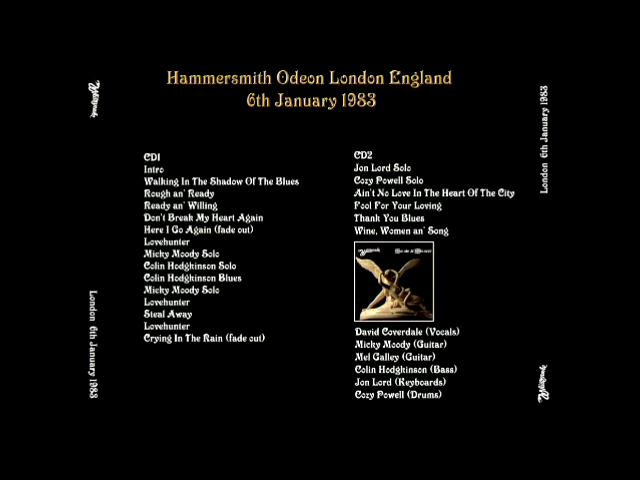 Hammersmith Odeon London England
6th January 1983
Whitesnake
London 6th January 1983
CD1
Intro
Walking In The Shadow Of The Blues
Rough an' Ready
Ready an' Willing
Don't Break My Heart Again
Here I Go Again (fade out)
Lovehunter
Micky Moody Solo
Colin Hodgkinson Solo
Colin Hodgkinson Blues
Micky Moody Solo
Lovehunter
Steal Away
Lovehunter
Crying In The Rain (fade out)
CD2
Jon Lord Solo
Cozy Powell Solo
Ain't No Love In The Heart Of The City
Fool For Your Loving
Thank You Blues
Wine, Women an' Song
David Coverdale (Vocals)
Micky Moody (Guitar)
Mel Galley (Guitar)
Colin Hodgkinson (Bass)
Jon Lord (Keyboards)
Cozy Powell (Drums)
London 6th January 1983
Whitesnake